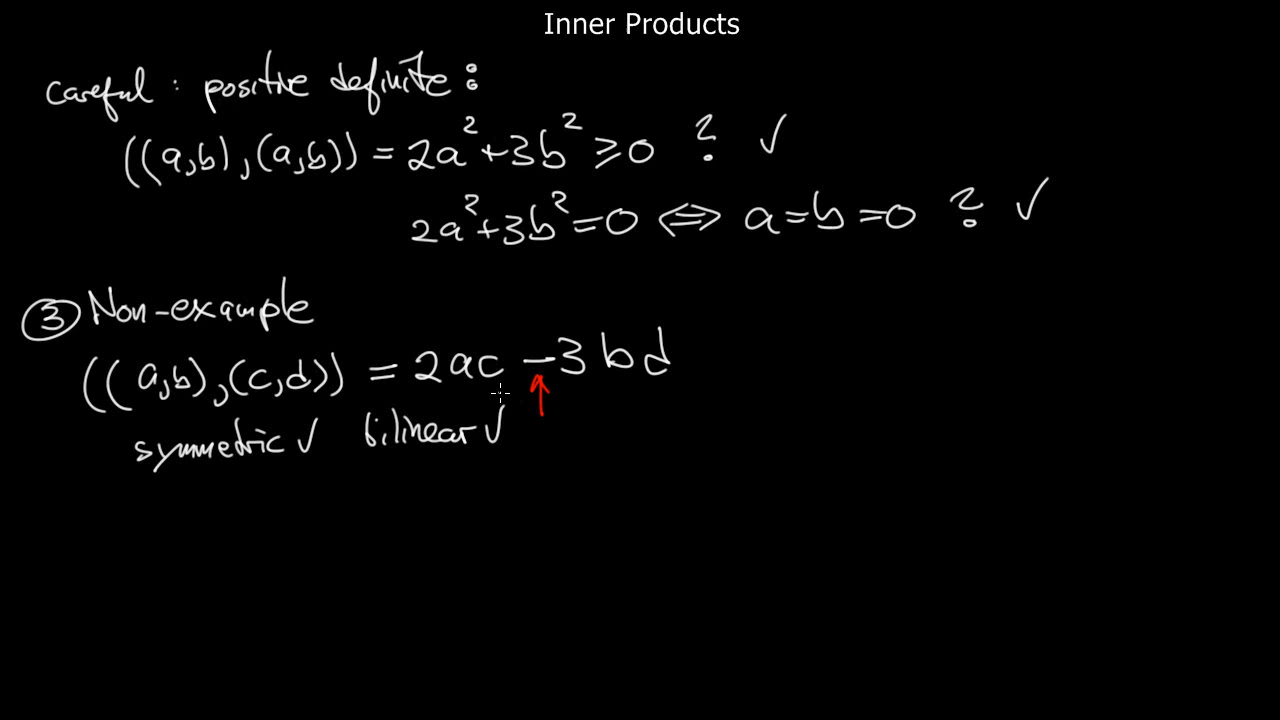 Inner Products
Careful : positive definite :
((a,b),(a,b)) = 2a²+3b² ⩾0 ? ✓
2a²+3b²=0 ⇔ a=b=0 ? ✓
③ Non-example
((a,b),(c,d)) = 2ac -3bd
symmetric ✓ bilinear ✓